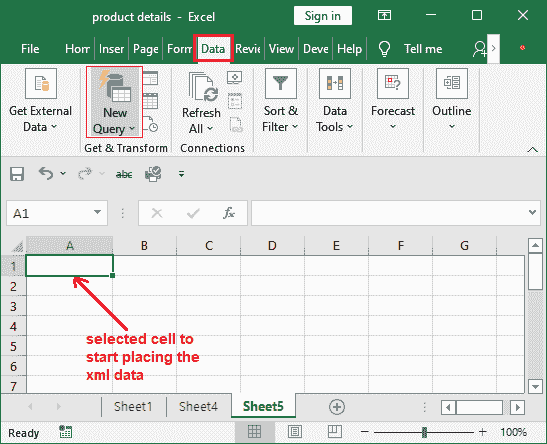 product details - Excel
Sign in
File Hom Inser Page Form Data Revie View Deve Help Tell me
Get External Data
New Query
Refresh All
Sort & Filter
Data Tools
Forecast
Outline
Get & Transform
Connections
abc
A1
fx
A B C D E F G
1
2
3
4
5
6
7
selected cell to
start placing the
xml data
Sheet1 Sheet4 Sheet5
Ready
100%